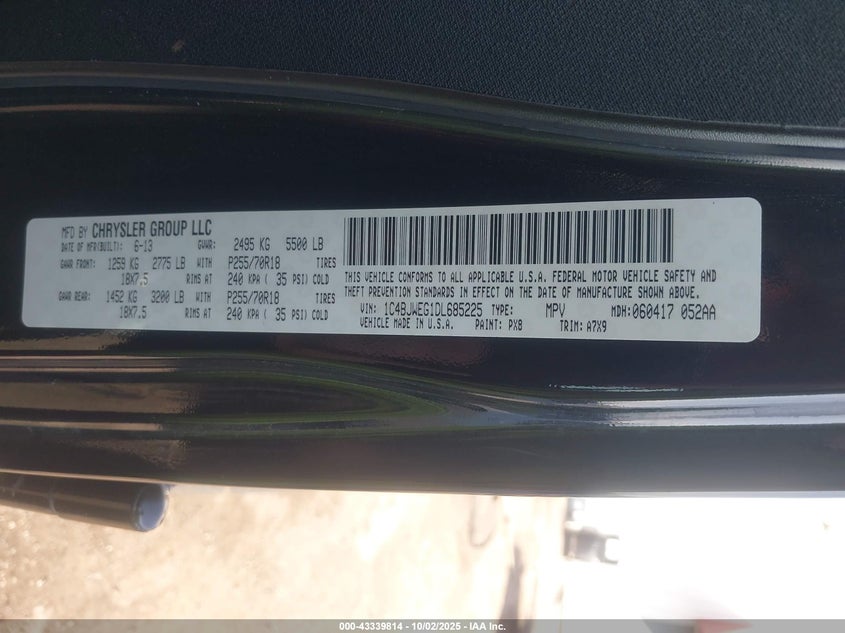 MFD BY CHRYSLER GROUP LLC
DATE OF MFR(BUILT): 6-13 GVWR: 2495 KG 5500 LB
GAWR FRONT: 1259 KG 2775 LB WITH P255/70R18 TIRES
18X7.5 RIMS AT 240 KPA ( 35 PSI) COLD
GAWR REAR: 1452 KG 3200 LB WITH P255/70R18 TIRES
18X7.5 RIMS AT 240 KPA ( 35 PSI) COLD
THIS VEHICLE CONFORMS TO ALL APPLICABLE U.S.A. FEDERAL MOTOR VEHICLE SAFETY AND
THEFT PREVENTION STANDARDS IN EFFECT ON THE DATE OF MANUFACTURE SHOWN ABOVE.
VIN: 1C4BJWEG1DL685225 TYPE: MPV MDH: 060417 052AA
VEHICLE MADE IN U.S.A. PAINT: PX8 TRIM: A7X9
000-43339814 - 10/02/2025 - IAA Inc.